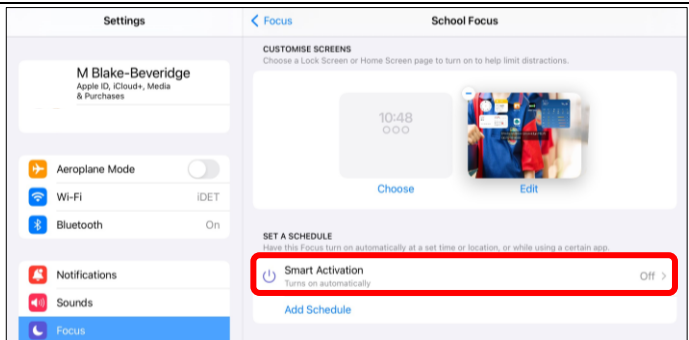 Settings
M Blake-Beveridge
Apple ID, iCloud+, Media
& Purchases
Aeroplane Mode
Wi-Fi iDET
Bluetooth On
Notifications
Sounds
Focus
Focus School Focus
CUSTOMISE SCREENS
Choose a Lock Screen or Home Screen page to turn on to help limit distractions.
10:48
Choose Edit
SET A SCHEDULE
Have this Focus turn on automatically at a set time or location, or while using a certain app.
Smart Activation Off
Turns on automatically
Add Schedule